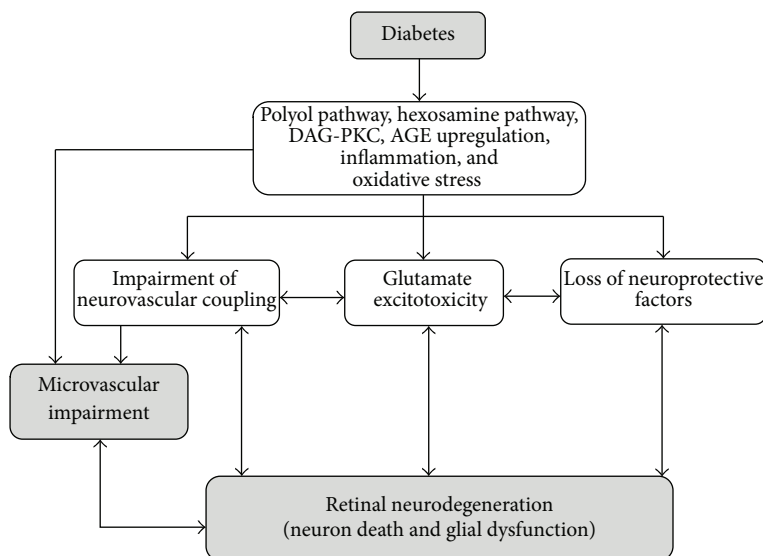 Diabetes
Polyol pathway, hexosamine pathway,
DAG-PKC, AGE upregulation,
inflammation, and
oxidative stress
Impairment of
neurovascular coupling
Glutamate
excitotoxicity
Loss of neuroprotective
factors
Microvascular
impairment
Retinal neurodegeneration
(neuron death and glial dysfunction)